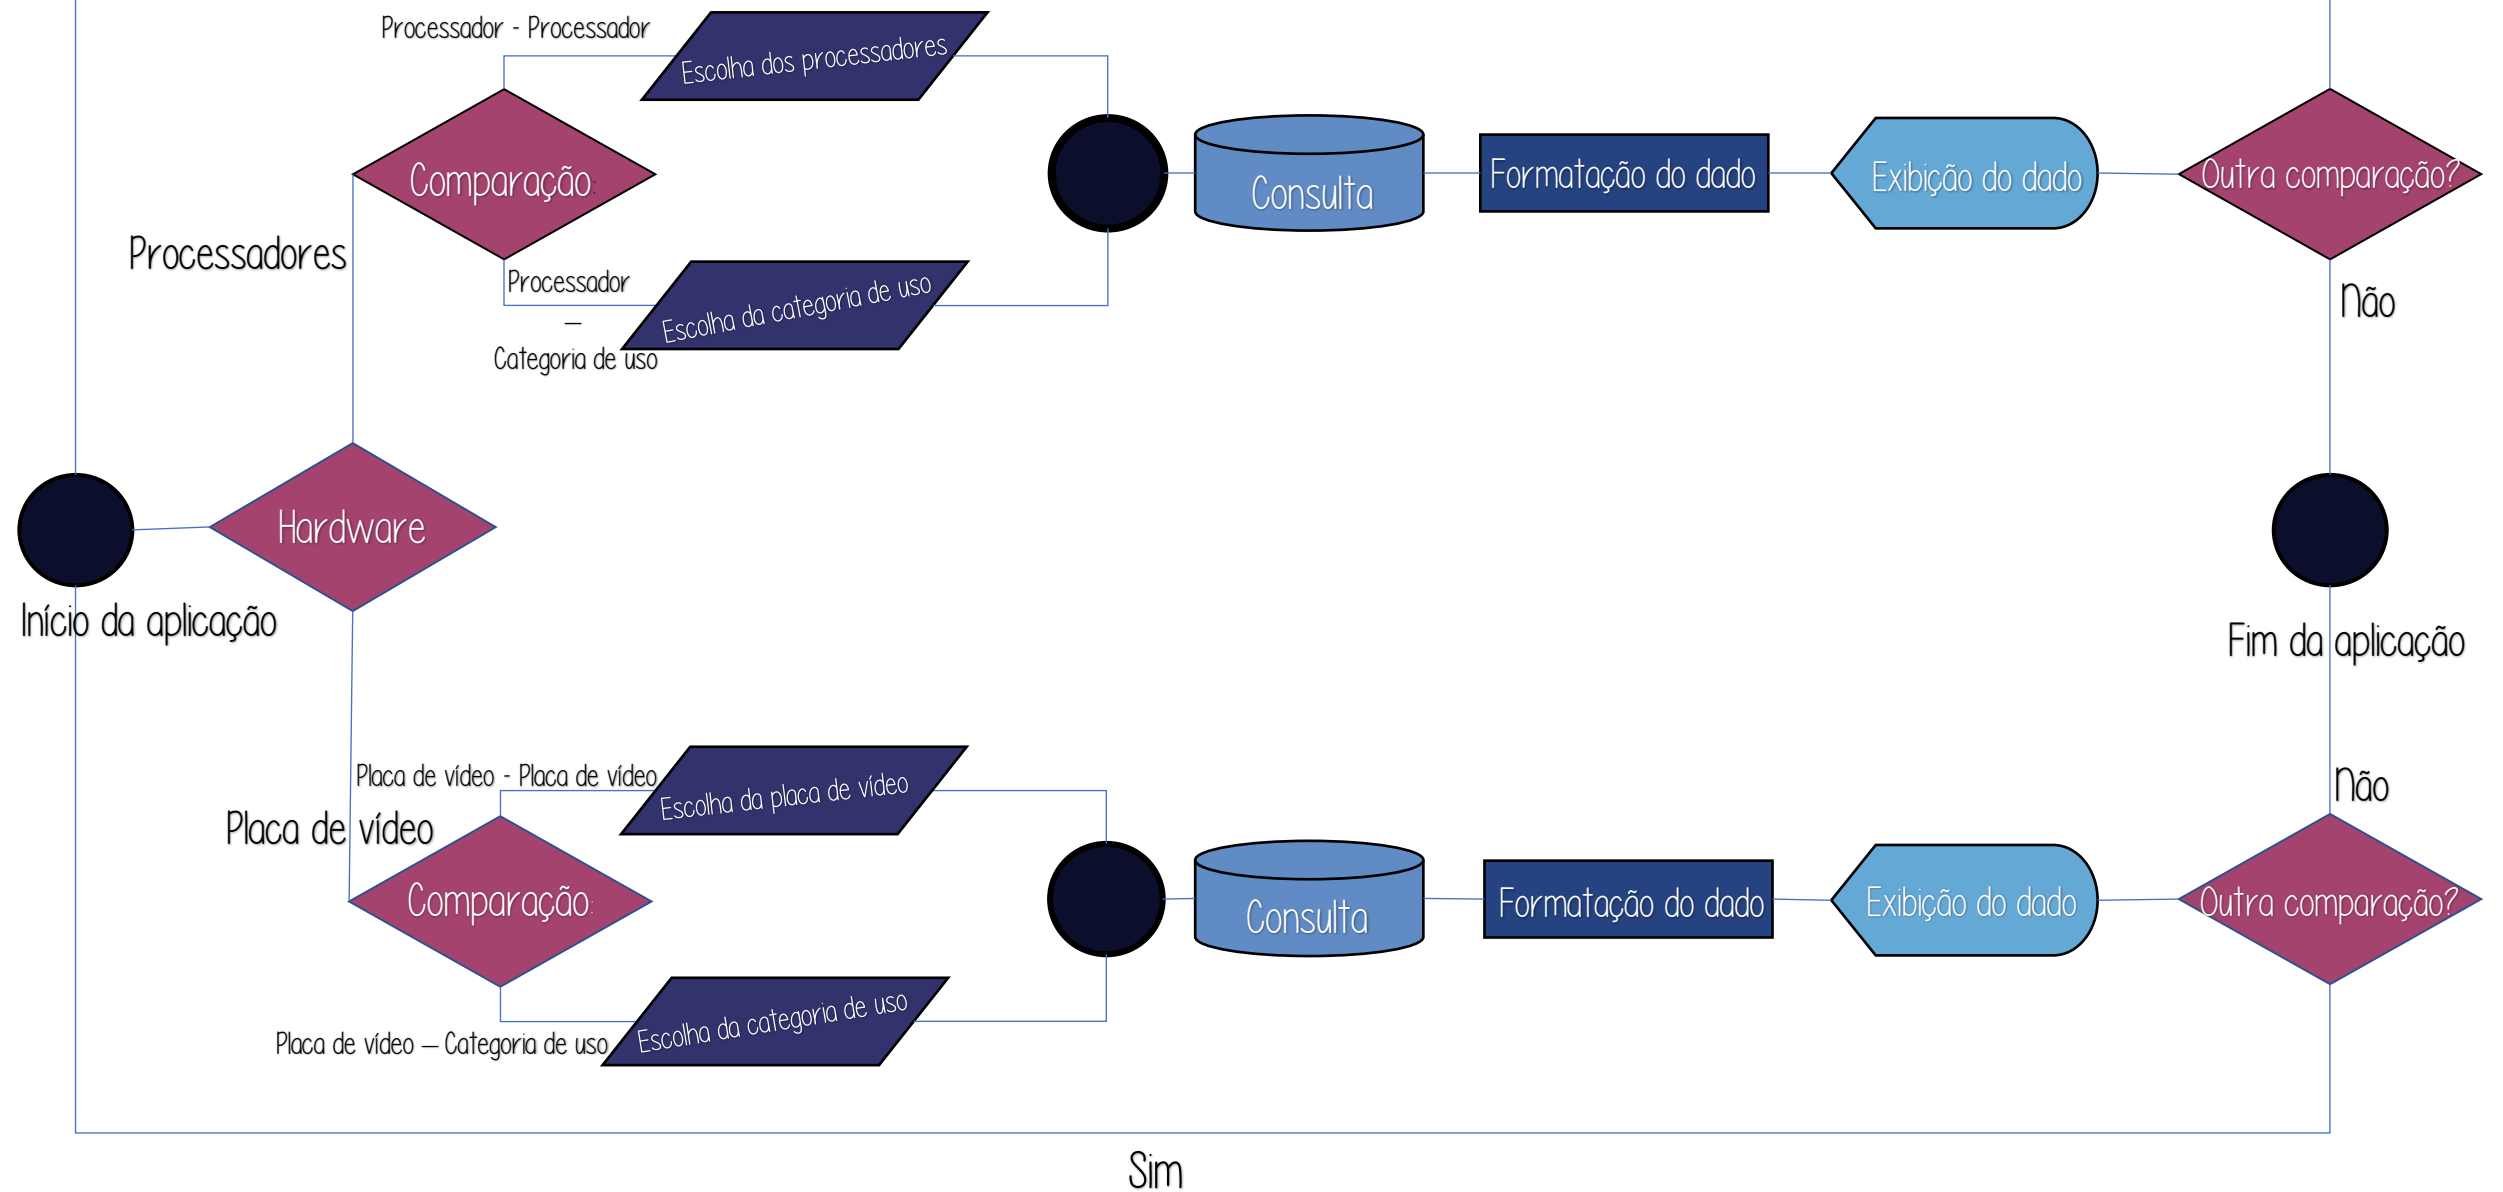 Processador - Processador
Escolha dos processadores
Comparação:
Consulta
Formatação do dado
Exibição do dado
Outra comparação?
Processadores
Processador
–
Categoria de uso
Escolha da categoria de uso
Não
Hardware
Início da aplicação
Fim da aplicação
Placa de vídeo - Placa de vídeo
Escolha da placa de vídeo
Não
Placa de vídeo
Comparação:
Consulta
Formatação do dado
Exibição do dado
Outra comparação?
Placa de vídeo – Categoria de uso
Escolha da categoria de uso
Sim